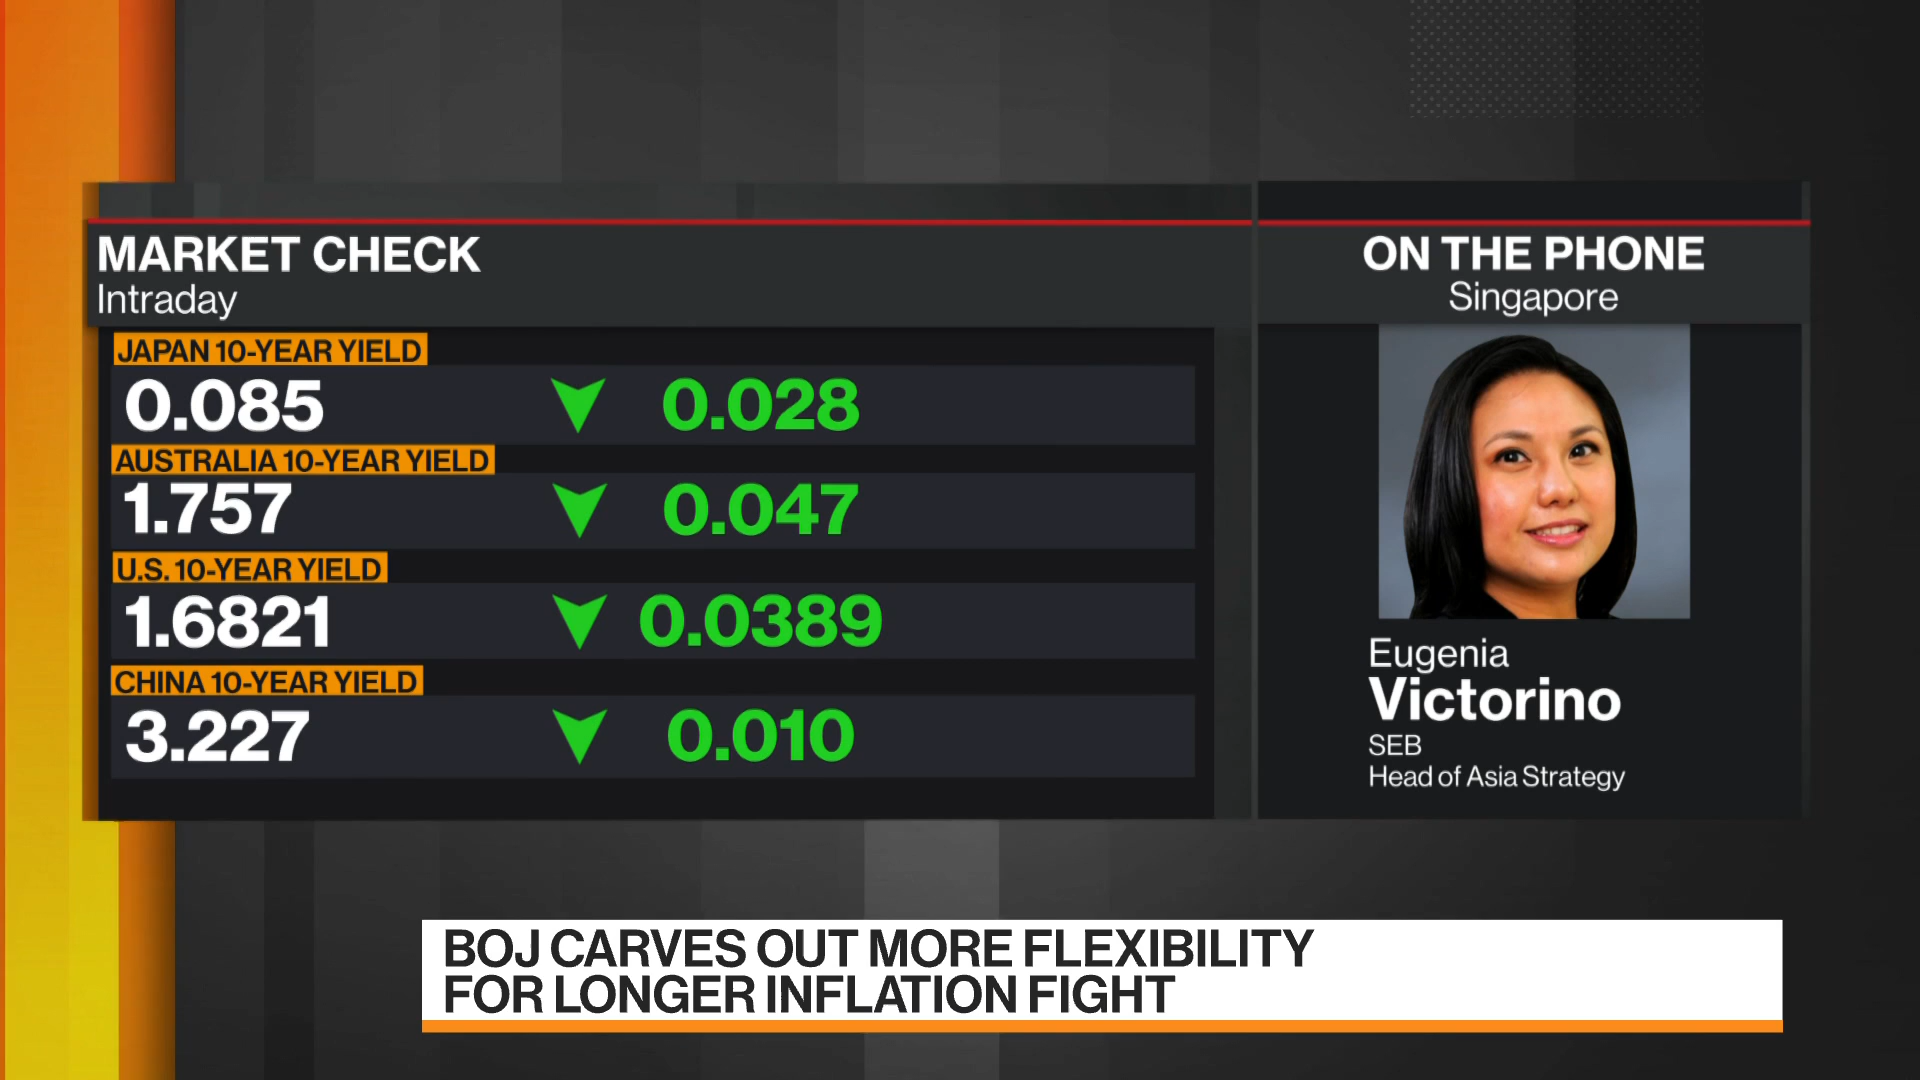 MARKET CHECK
Intraday
JAPAN 10-YEAR YIELD
0.085 0.028
AUSTRALIA 10-YEAR YIELD
1.757 0.047
U.S. 10-YEAR YIELD
1.6821 0.0389
CHINA 10-YEAR YIELD
3.227 0.010
ON THE PHONE
Singapore
Eugenia
Victorino
SEB
Head of Asia Strategy
BOJ CARVES OUT MORE FLEXIBILITY
FOR LONGER INFLATION FIGHT